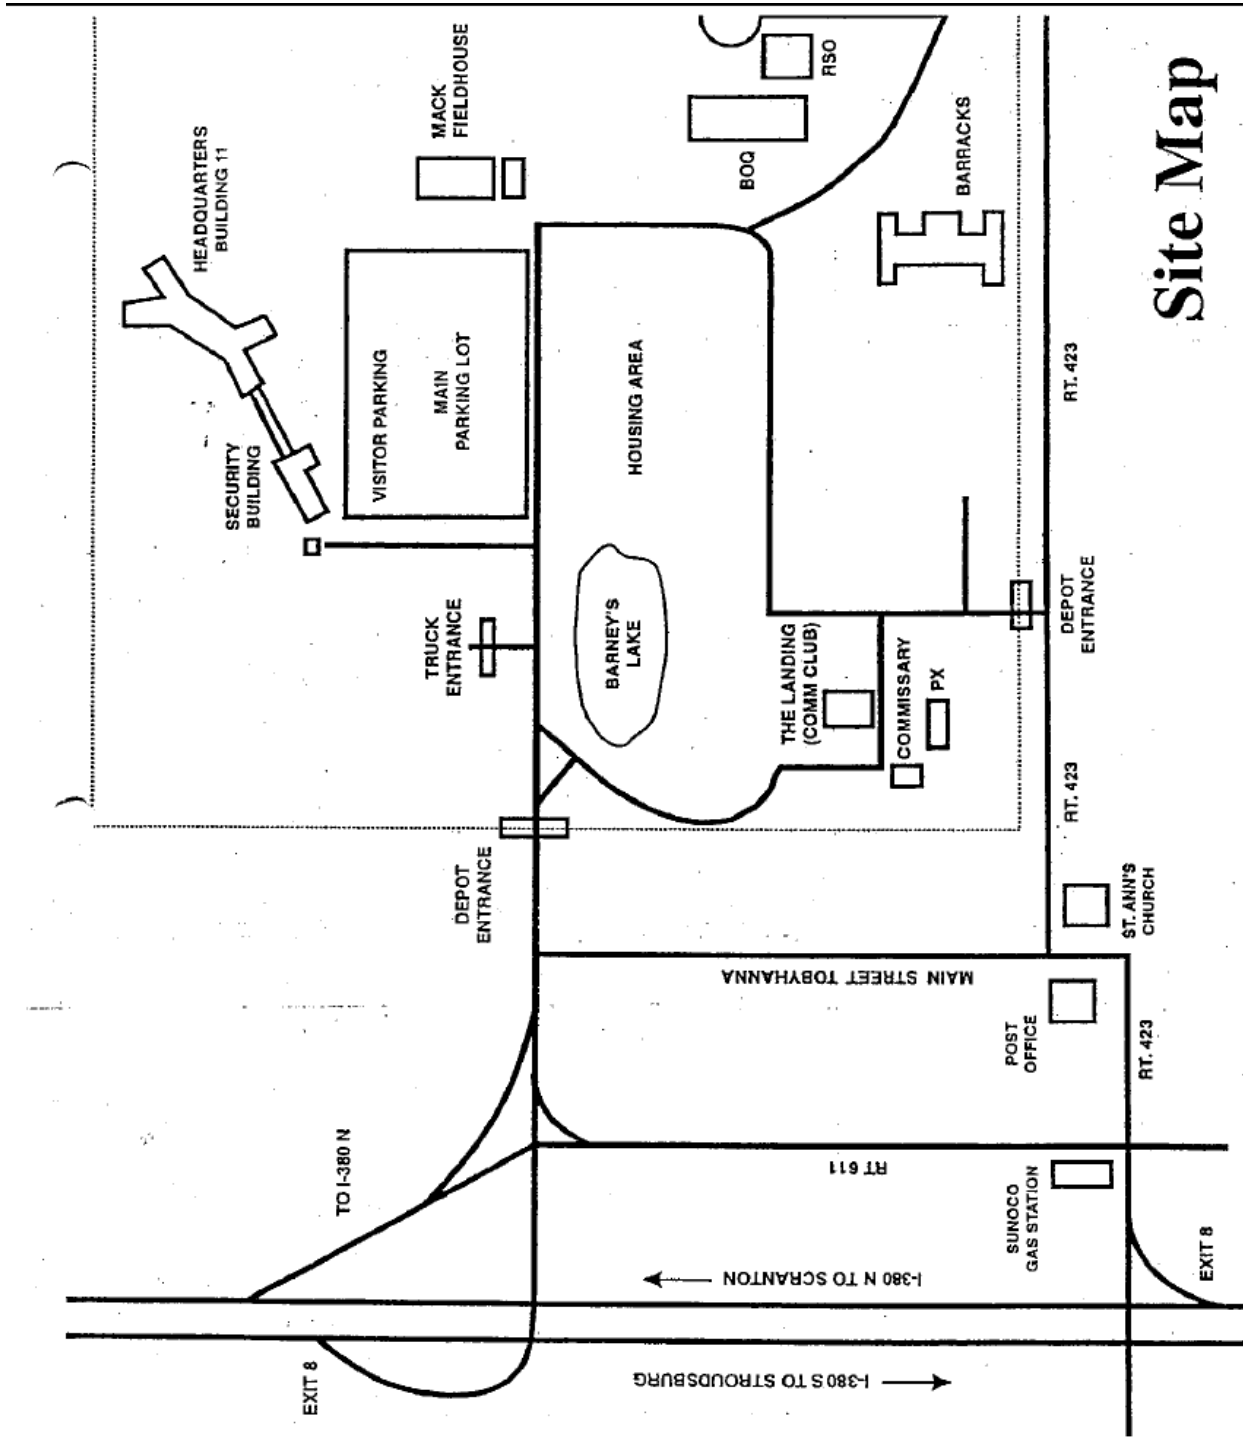 Site Map
HEADQUARTERS
BUILDING 11
MACK
FIELDHOUSE
RSO
BOQ
BARRACKS
SECURITY
BUILDING
VISITOR PARKING
MAIN
PARKING LOT
HOUSING AREA
RT. 423
TRUCK
ENTRANCE
BARNEY'S
LAKE
THE LANDING
(COMM CLUB)
COMMISSARY
PX
DEPOT
ENTRANCE
RT. 423
DEPOT
ENTRANCE
ST. ANN'S
CHURCH
MAIN STREET TOBYHANNA
POST
OFFICE
RT. 423
TO I-380 N
RT 611
SUNOCO
GAS STATION
I-380 N TO SCRANTON
EXIT 8
EXIT 8
I-380 S TO STROUDSBURG